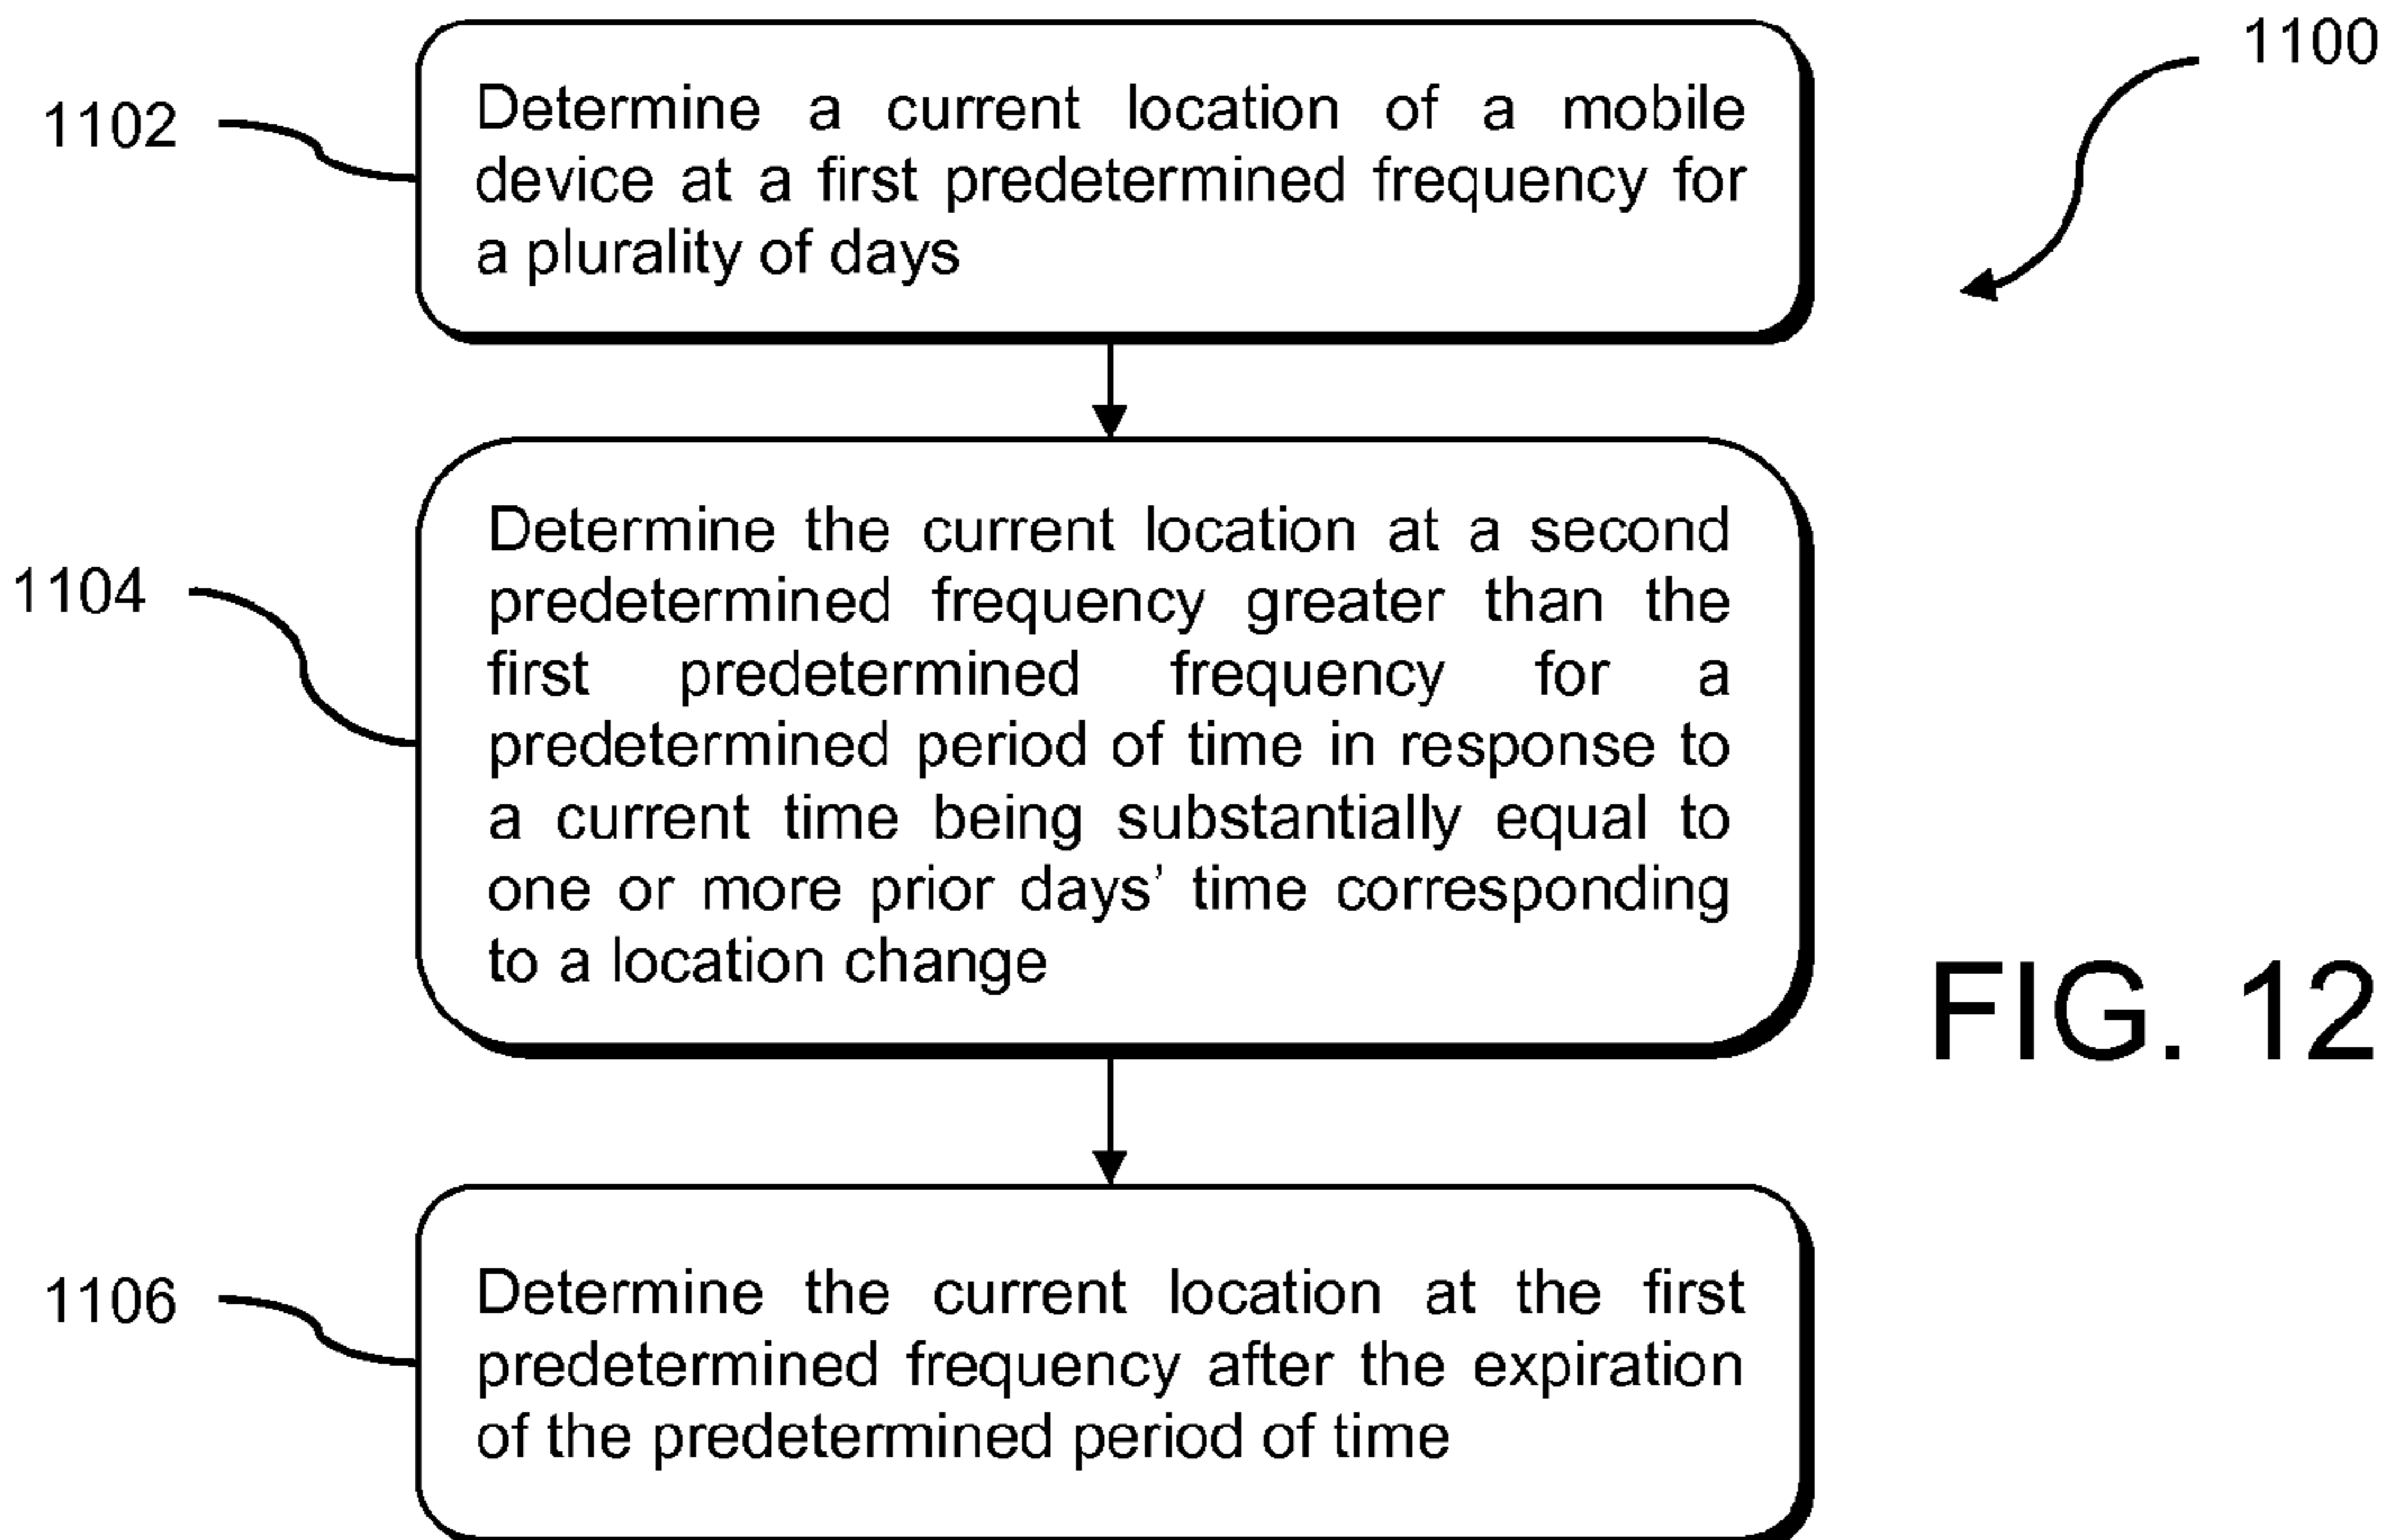 1100
1102
Determine a current location of a mobile
device at a first predetermined frequency for
a plurality of days
1104
Determine the current location at a second
predetermined frequency greater than the
first predetermined frequency for a
predetermined period of time in response to
a current time being substantially equal to
one or more prior days' time corresponding
to a location change
FIG. 12
1106
Determine the current location at the first
predetermined frequency after the expiration
of the predetermined period of time